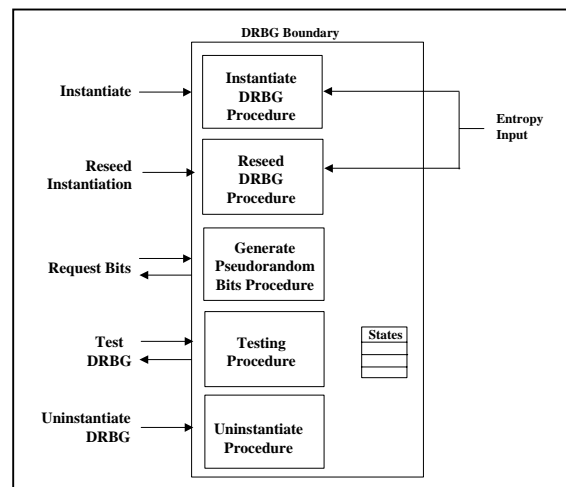 DRBG Boundary
Instantiate
Instantiate
DRBG
Procedure
Entropy
Input
Reseed
Instantiation
Reseed
DRBG
Procedure
Request Bits
Generate
Pseudorandom
Bits Procedure
Test
DRBG
Testing
Procedure
States
Uninstantiate
DRBG
Uninstantiate
Procedure